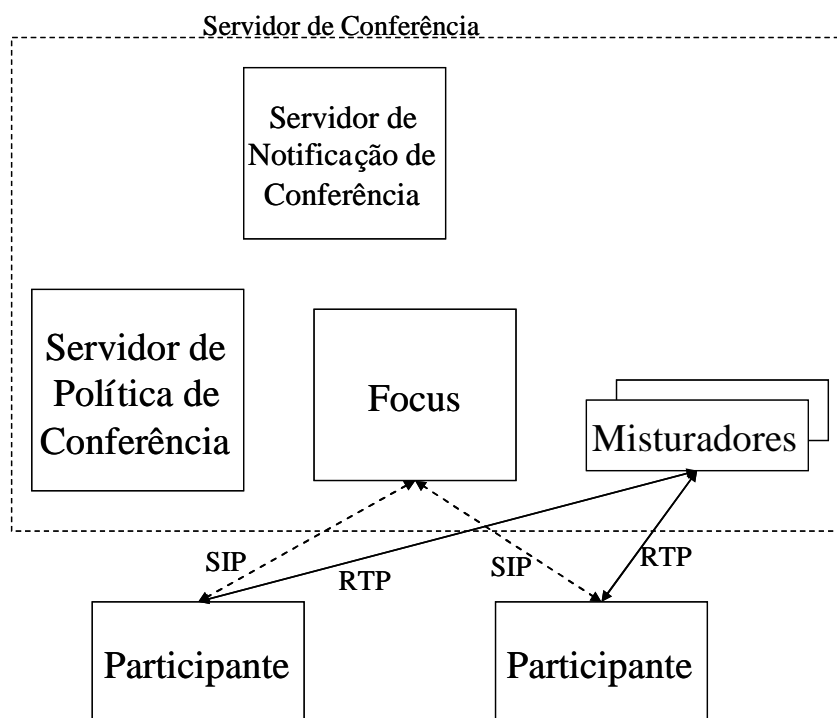 Servidor de Conferência
Servidor de
Notificação de
Conferência
Servidor de
Política de
Conferência
Focus
Misturadores
SIP
RTP
SIP
RTP
Participante
Participante